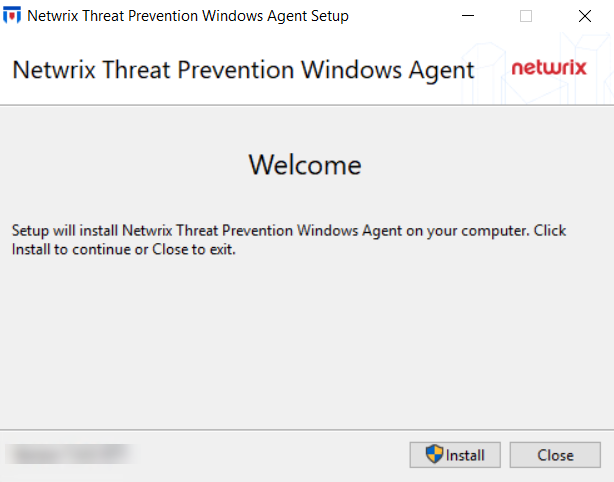 Netwrix Threat Prevention Windows Agent Setup
Netwrix Threat Prevention Windows Agent
netwrix
Welcome
Setup will install Netwrix Threat Prevention Windows Agent on your computer. Click
Install to continue or Close to exit.
Install
Close